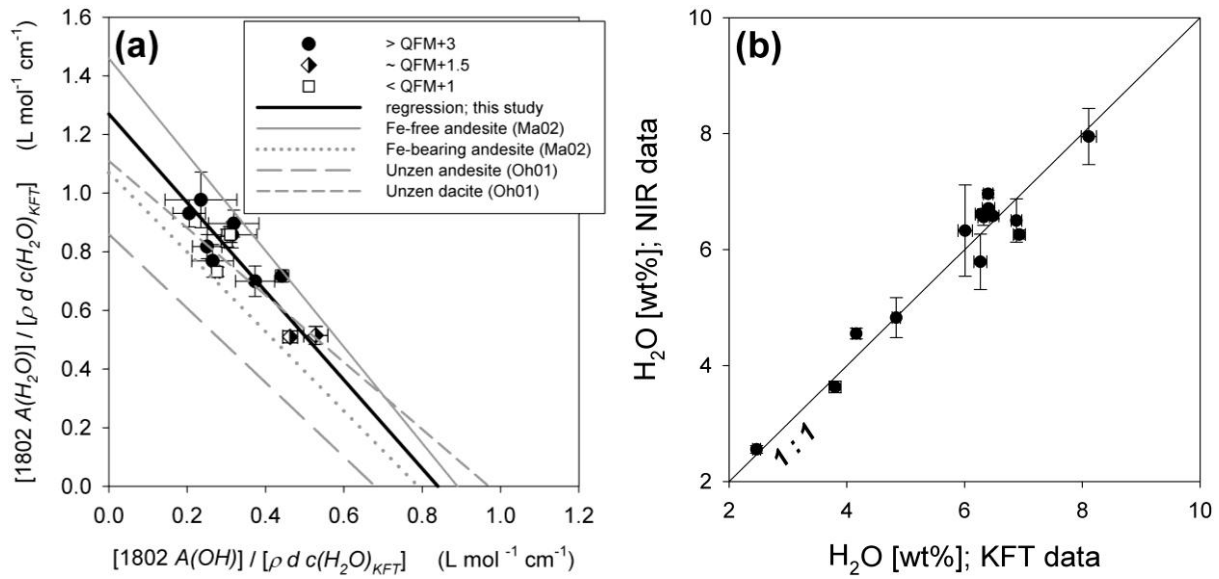 (a)
> QFM+3
~ QFM+1.5
< QFM+1
regression; this study
Fe-free andesite (Ma02)
Fe-bearing andesite (Ma02)
Unzen andesite (Oh01)
Unzen dacite (Oh01)
1.6
1.4
1.2
1.0
0.8
0.6
0.4
0.2
0.0
0.0 0.2 0.4 0.6 0.8 1.0 1.2
[1802 A(H₂O)] / [ρ d c(H₂O)KFT] (L mol⁻¹ cm⁻¹)
[1802 A(OH)] / [ρ d c(H₂O)KFT] (L mol ⁻¹ cm⁻¹)
(b)
10
8
6
4
2
2 4 6 8 10
1 : 1
H₂O [wt%]; NIR data
H₂O [wt%]; KFT data